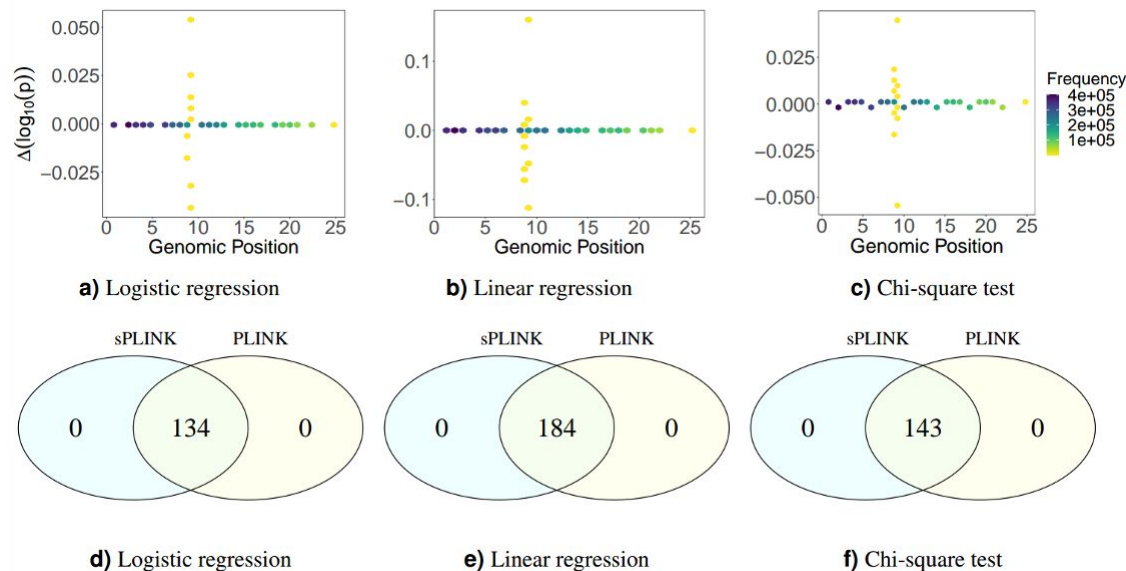 Δ(log₁₀(p))
0.050
0.025
0.000
−0.025
0 5 10 15 20 25
Genomic Position
0.1
0.0
−0.1
0 5 10 15 20 25
Genomic Position
0.025
0.000
−0.025
−0.050
0 5 10 15 20 25
Genomic Position
Frequency
4e+05
3e+05
2e+05
1e+05
a) Logistic regression
b) Linear regression
c) Chi-square test
sPLINK PLINK
0 134 0
sPLINK PLINK
0 184 0
sPLINK PLINK
0 143 0
d) Logistic regression
e) Linear regression
f) Chi-square test